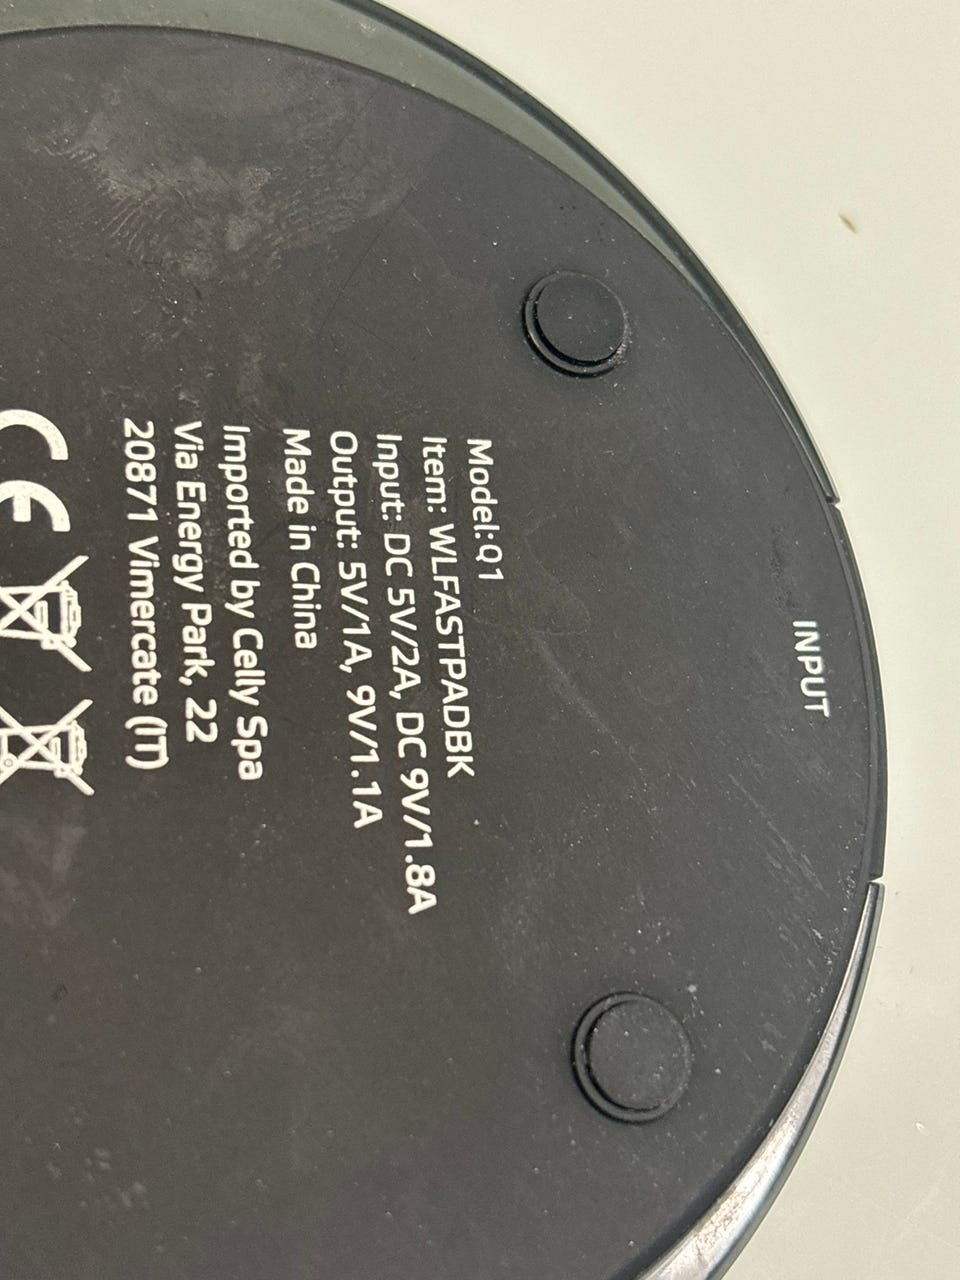 INPUT
Model:Q1
Item: WLFASTPADBK
Input: DC 5V/2A, DC 9V/1.8A
Output: 5V/1A, 9V/1.1A
Made in China
Imported by Celly Spa
Via Energy Park, 22
20871 Vimercate (IT)
CE